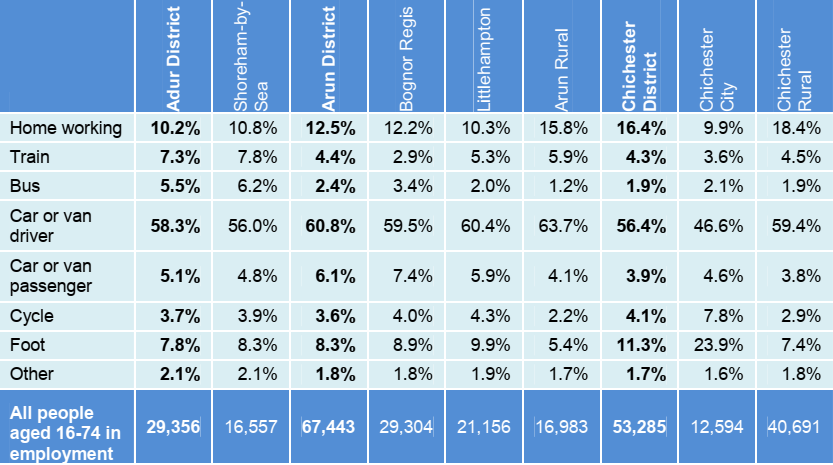 Adur District Shoreham-by-Sea Arun District Bognor Regis Littlehampton Arun Rural Chichester District Chichester City Chichester Rural
Home working 10.2% 10.8% 12.5% 12.2% 10.3% 15.8% 16.4% 9.9% 18.4%
Train 7.3% 7.8% 4.4% 2.9% 5.3% 5.9% 4.3% 3.6% 4.5%
Bus 5.5% 6.2% 2.4% 3.4% 2.0% 1.2% 1.9% 2.1% 1.9%
Car or van
driver 58.3% 56.0% 60.8% 59.5% 60.4% 63.7% 56.4% 46.6% 59.4%
Car or van
passenger 5.1% 4.8% 6.1% 7.4% 5.9% 4.1% 3.9% 4.6% 3.8%
Cycle 3.7% 3.9% 3.6% 4.0% 4.3% 2.2% 4.1% 7.8% 2.9%
Foot 7.8% 8.3% 8.3% 8.9% 9.9% 5.4% 11.3% 23.9% 7.4%
Other 2.1% 2.1% 1.8% 1.8% 1.9% 1.7% 1.7% 1.6% 1.8%
All people
aged 16-74 in 29,356 16,557 67,443 29,304 21,156 16,983 53,285 12,594 40,691
employment